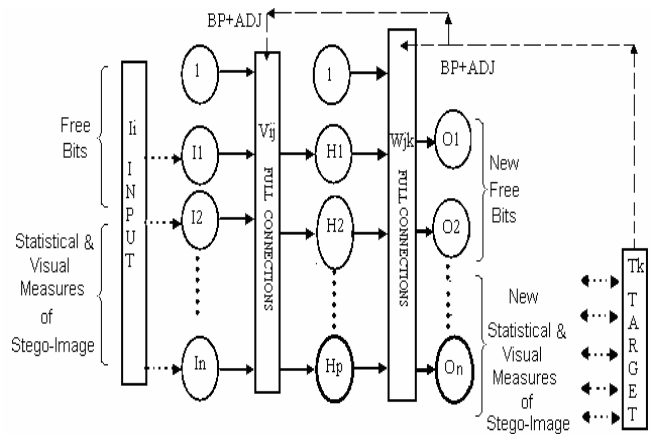 BP+ADJ
BP+ADJ
Free
Bits
Statistical &
Visual
Measures
of
Stego-Image
Ii INPUT
1
I1
I2
In
Vij
FULL CONNECTIONS
1
H1
H2
Hp
Wjk
FULL CONNECTIONS
O1
O2
On
New
Free
Bits
New
Statistical &
Visual
Measures
of
Stego-Image
Tk TARGET